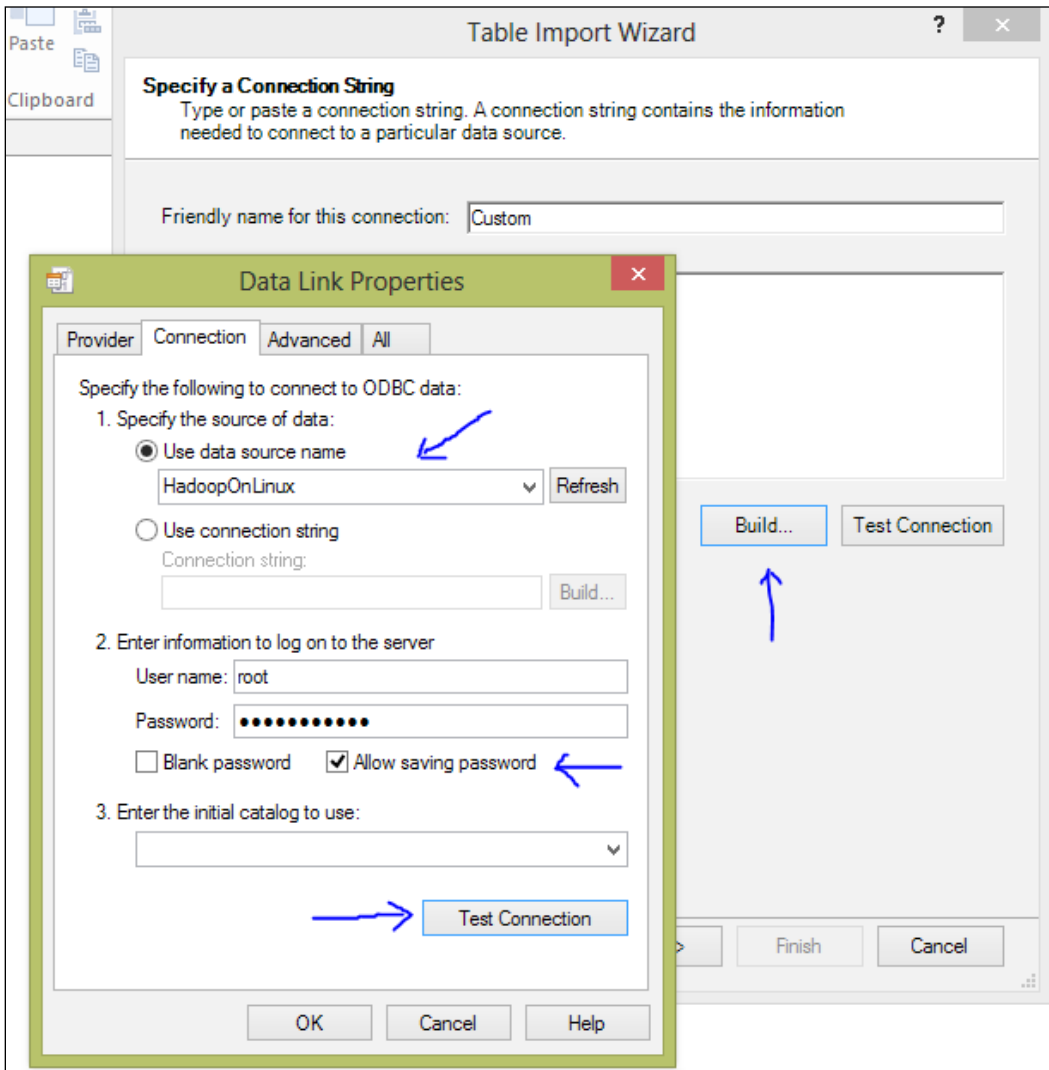 Paste
Clipboard
Table Import Wizard
?
Specify a Connection String
Type or paste a connection string. A connection string contains the information
needed to connect to a particular data source.
Friendly name for this connection: Custom
Data Link Properties
Provider Connection Advanced All
Specify the following to connect to ODBC data:
1. Specify the source of data:
Use data source name
HadoopOnLinux Refresh
Use connection string
Connection string:
Build...
Build... Test Connection
2. Enter information to log on to the server
User name: root
Password: ●●●●●●●●●●●
Blank password Allow saving password
3. Enter the initial catalog to use:
Test Connection
OK Cancel Help
> Finish Cancel